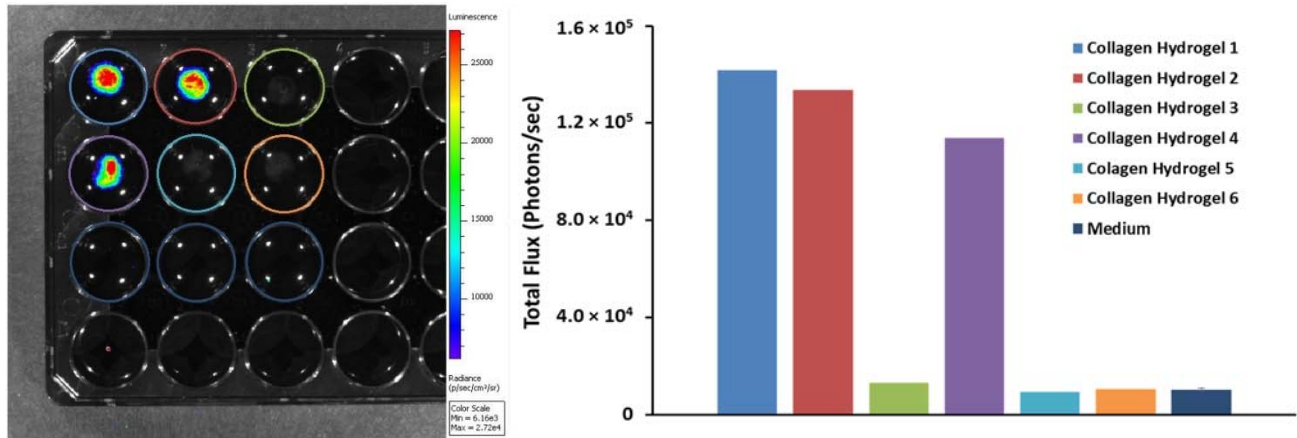 Luminescence
25000
20000
15000
10000
Radiance
(p/sec/cm²/sr)
Color Scale
Min = 6.16e3
Max = 2.72e4
Total Flux (Photons/sec)
1.6 × 10⁵
1.2 × 10⁵
8.0 × 10⁴
4.0 × 10⁴
0
Collagen Hydrogel 1
Collagen Hydrogel 2
Collagen Hydrogel 3
Collagen Hydrogel 4
Colagen Hydrogel 5
Collagen Hydrogel 6
Medium